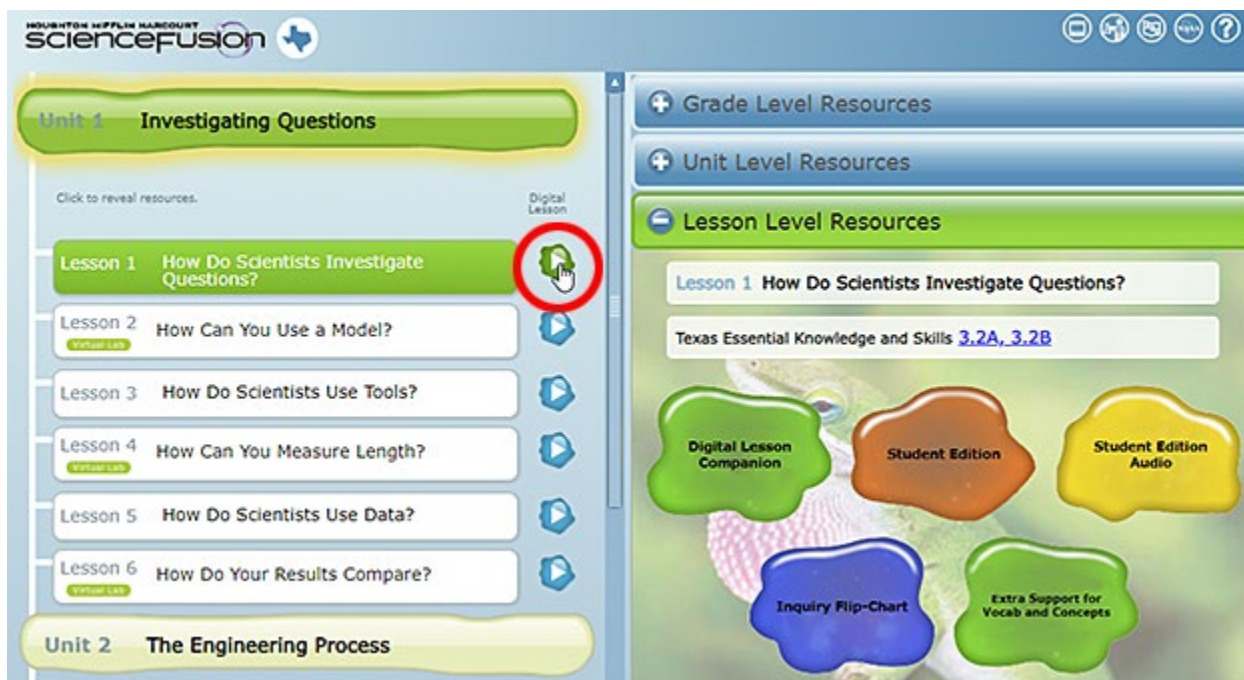 HOUGHTON MIFFLIN HARCOURT
sciencefusion
Unit 1 Investigating Questions
Click to reveal resources.
Digital
Lesson
Lesson 1 How Do Scientists Investigate
Questions?
Lesson 2 How Can You Use a Model?
Virtual Lab
Lesson 3 How Do Scientists Use Tools?
Lesson 4 How Can You Measure Length?
Virtual Lab
Lesson 5 How Do Scientists Use Data?
Lesson 6 How Do Your Results Compare?
Virtual Lab
Unit 2 The Engineering Process
?
Grade Level Resources
Unit Level Resources
Lesson Level Resources
Lesson 1 How Do Scientists Investigate Questions?
Texas Essential Knowledge and Skills 3.2A, 3.2B
Digital Lesson
Companion
Student Edition
Student Edition
Audio
Inquiry Flip-Chart
Extra Support for
Vocab and Concepts